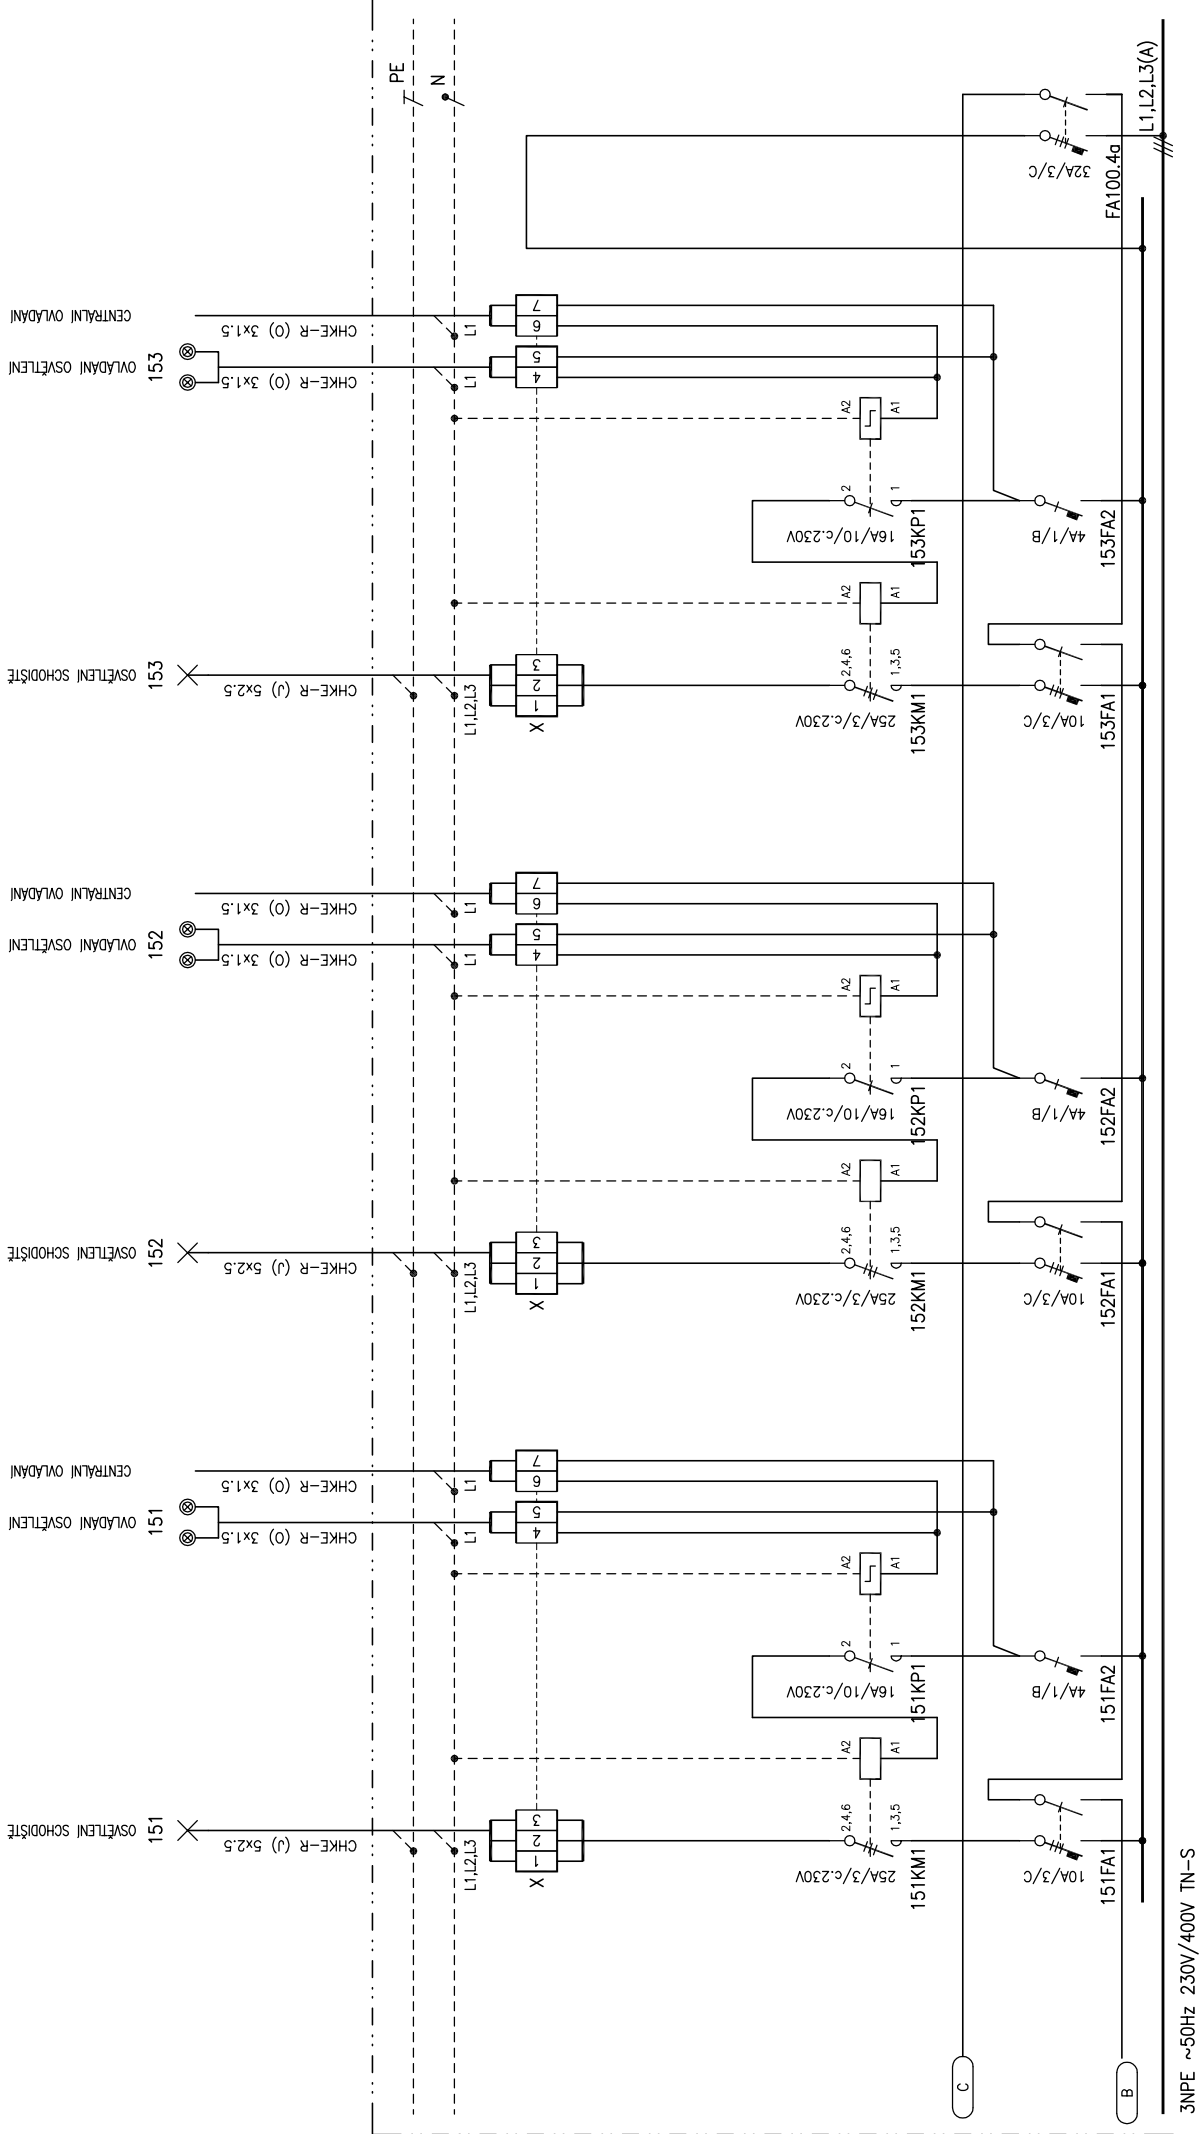 PE
N
L1,L2,L3(A)
32A/3/C
FA100.4a
CENTRÁLNÍ OVLÁDÁNÍ
CHKE-R (O) 3x1.5
L1
7
6
OVLÁDÁNÍ OSVĚTLENÍ
153
CHKE-R (O) 3x1.5
L1
5
4
A2
A1
2
1
16A/10/c.230V
153KP1
4A/1/B
153FA2
A2
A1
OSVĚTLENÍ SCHODIŠTĚ
153
CHKE-R (J) 5x2.5
L1,L2,L3
3
2
1
X
2,4,6
1,3,5
25A/3/c.230V
153KM1
10A/3/C
153FA1
CENTRÁLNÍ OVLÁDÁNÍ
CHKE-R (O) 3x1.5
L1
7
6
OVLÁDÁNÍ OSVĚTLENÍ
152
CHKE-R (O) 3x1.5
L1
5
4
A2
A1
2
1
16A/10/c.230V
152KP1
4A/1/B
152FA2
A2
A1
OSVĚTLENÍ SCHODIŠTĚ
152
CHKE-R (J) 5x2.5
L1,L2,L3
3
2
1
X
2,4,6
1,3,5
25A/3/c.230V
152KM1
10A/3/C
152FA1
CENTRÁLNÍ OVLÁDÁNÍ
CHKE-R (O) 3x1.5
L1
7
6
OVLÁDÁNÍ OSVĚTLENÍ
151
CHKE-R (O) 3x1.5
L1
5
4
A2
A1
2
1
16A/10/c.230V
151KP1
4A/1/B
151FA2
A2
A1
OSVĚTLENÍ SCHODIŠTĚ
151
CHKE-R (J) 5x2.5
L1,L2,L3
3
2
1
X
2,4,6
1,3,5
25A/3/c.230V
151KM1
10A/3/C
151FA1
C
B
3NPE ~50Hz 230V/400V TN-S